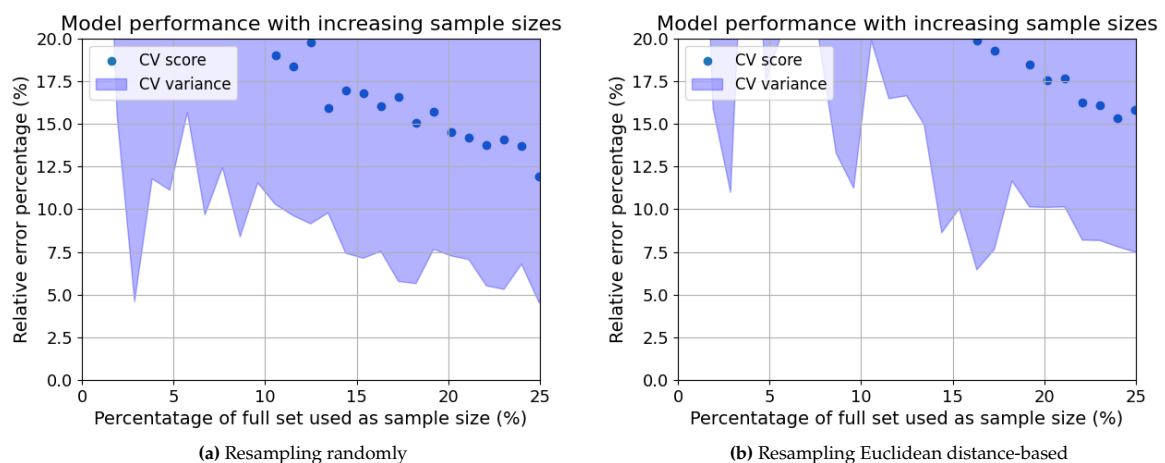 Model performance with increasing sample sizes
20.0
17.5
15.0
12.5
10.0
7.5
5.0
2.5
0.0
Relative error percentage (%)
CV score
CV variance
0
5
10
15
20
25
Percentatage of full set used as sample size (%)
(a) Resampling randomly
Model performance with increasing sample sizes
20.0
17.5
15.0
12.5
10.0
7.5
5.0
2.5
0.0
Relative error percentage (%)
CV score
CV variance
0
5
10
15
20
25
Percentatage of full set used as sample size (%)
(b) Resampling Euclidean distance-based